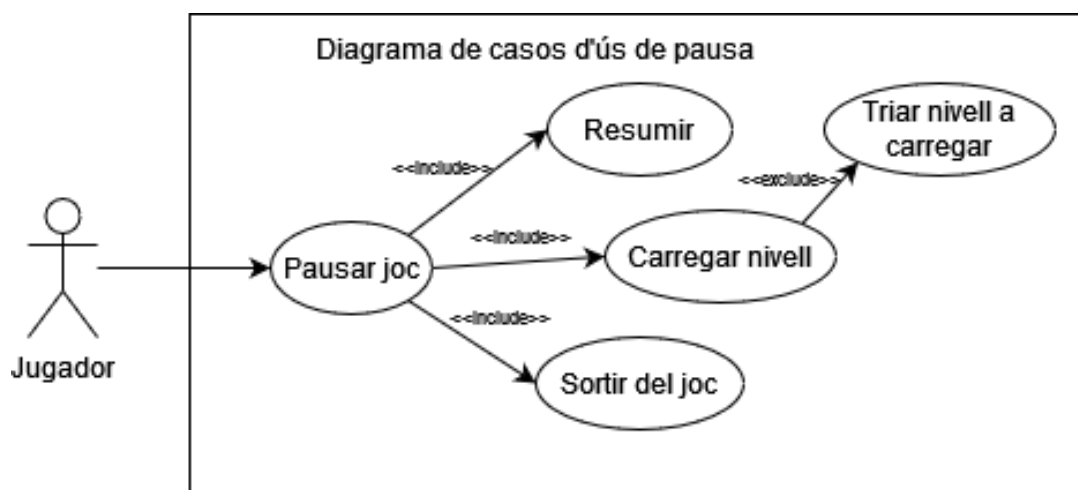 Diagrama de casos d'ús de pausa
Resumir
Triar nivell a
carregar
<<Include>>
<<exclude>>
<<Include>>
Pausar joc
Carregar nivell
<<Include>>
Jugador
Sortir del joc